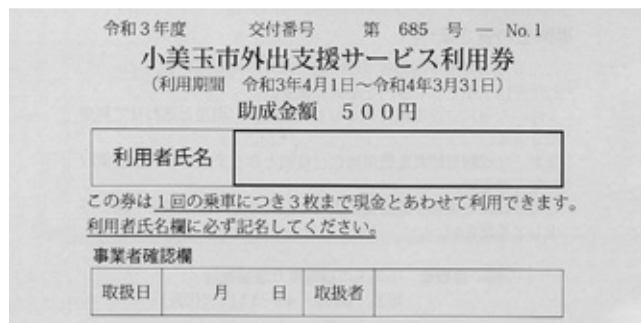 令和3年度 交付番号 第 685 号 ー No.1
小美玉市外出支援サービス利用券
(利用期間 令和3年4月1日〜令和4年3月31日)
助成金額 500円
利用者氏名
この券は1回の乗車につき3枚まで現金とあわせて利用できます。
利用者氏名欄に必ず記名してください。
事業者確認欄
取扱日 月 日 取扱者